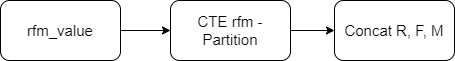 rfm_value
CTE rfm -
Partition
Concat R, F, M